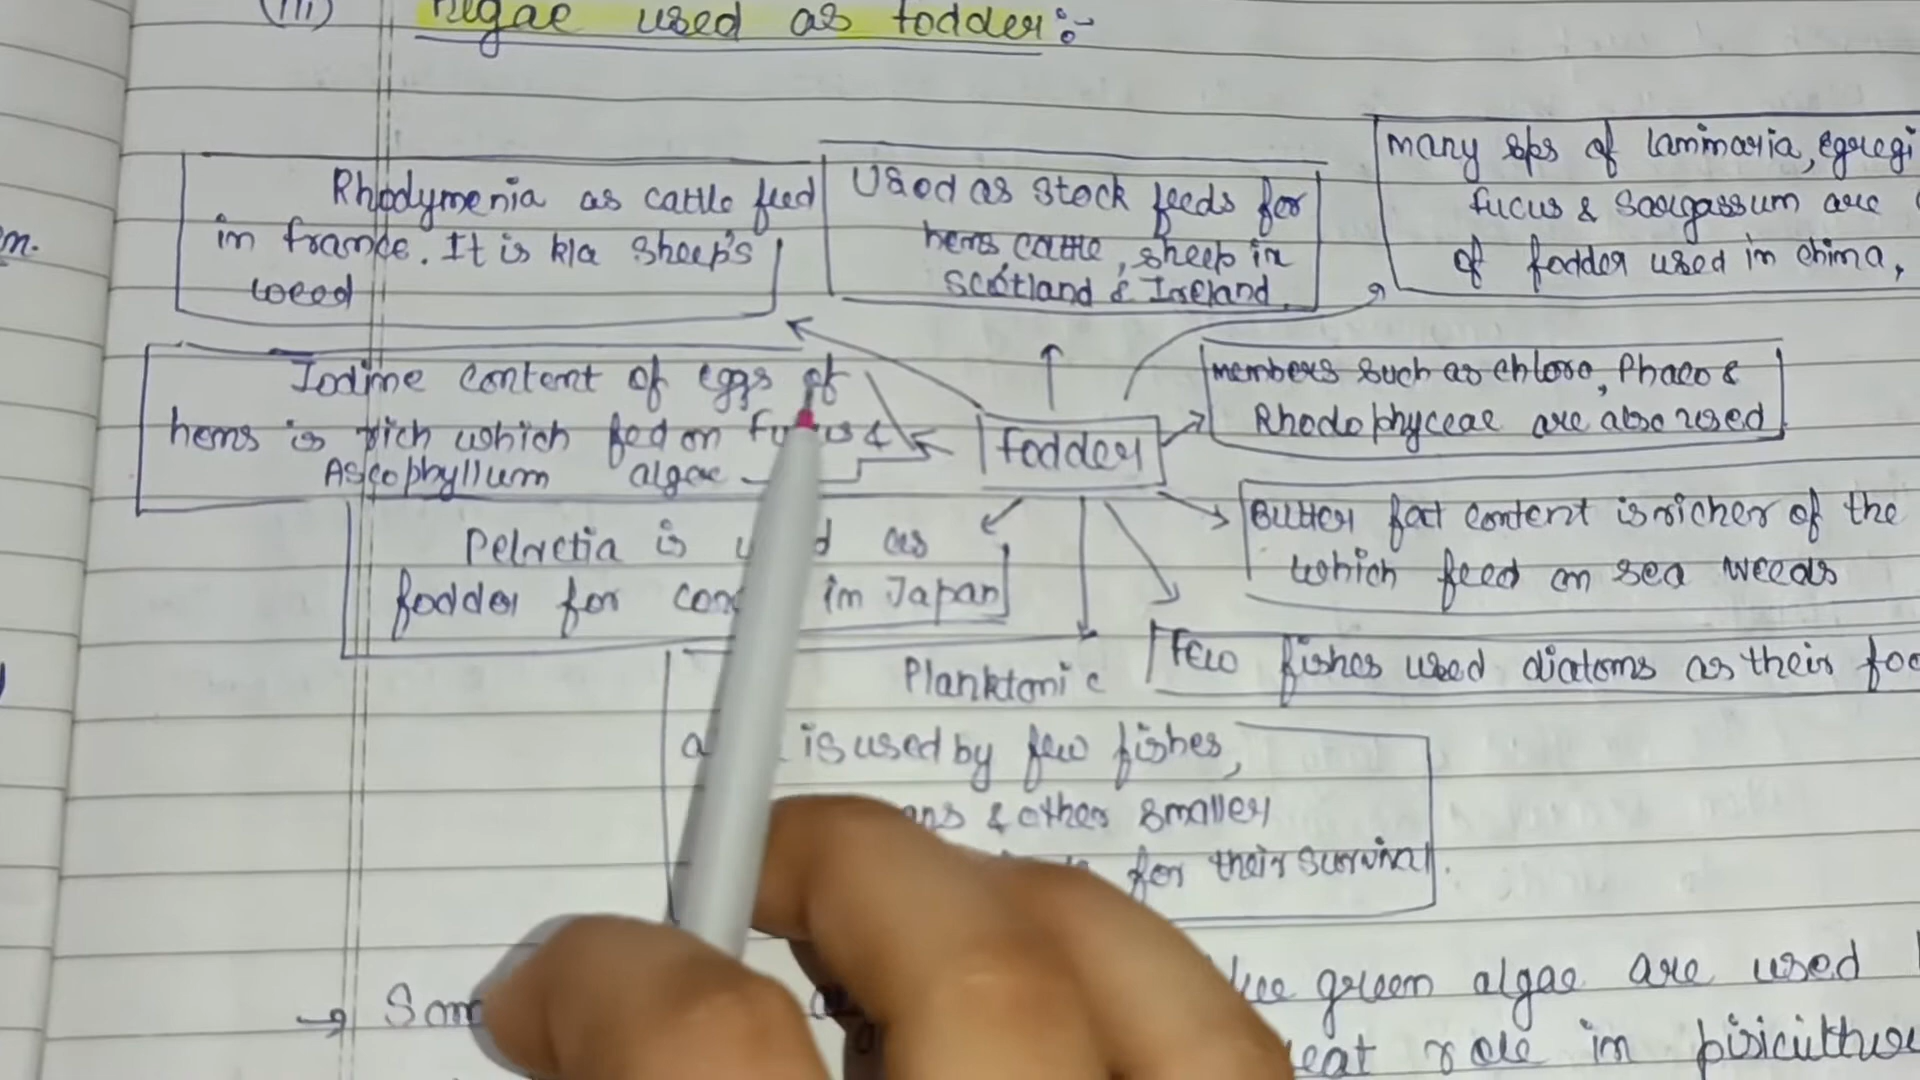 (iii) Algae used as fodder:-
Rhodymenia as cattle feed
in france. It is k/a sheep's
weed
Used as stock feeds for
hens cattle, sheep in
Scotland & Ireland
many sps of laminaria, egregi
fucus & Sargassum are
of fodder used in china,
m.
Iodine content of eggs of
hens is rich which fed on
Ascophyllum algae
fodder
members such as chloro, Phaeo &
Rhodophyceae are also used
Butter fat content is richer of the
which feed on sea weeds
Pelvetia is as
fodder for in Japan
Few fishes used diatoms as their foo
Planktonic
is used by few fishes,
& other smaller
for their survival.
→ green algae are used
role in pisiculture